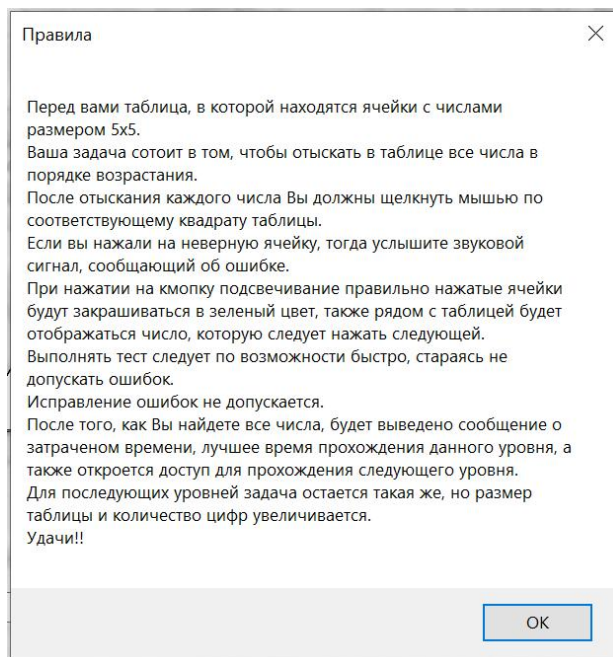 Правила
Перед вами таблица, в которой находятся ячейки с числами
размером 5x5.
Ваша задача сотоит в том, чтобы отыскать в таблице все числа в
порядке возрастания.
После отыскания каждого числа Вы должны щелкнуть мышью по
соответствующему квадрату таблицы.
Если вы нажали на неверную ячейку, тогда услышите звуковой
сигнал, сообщающий об ошибке.
При нажатии на кмопку подсвечивание правильно нажатые ячейки
будут закрашиваться в зеленый цвет, также рядом с таблицей будет
отображаться число, которую следует нажать следующей.
Выполнять тест следует по возможности быстро, стараясь не
допускать ошибок.
Исправление ошибок не допускается.
После того, как Вы найдете все числа, будет выведено сообщение о
затраченом времени, лучшее время прохождения данного уровня, а
также откроется доступ для прохождения следующего уровня.
Для последующих уровней задача остается такая же, но размер
таблицы и количество цифр увеличивается.
Удачи!!
OK